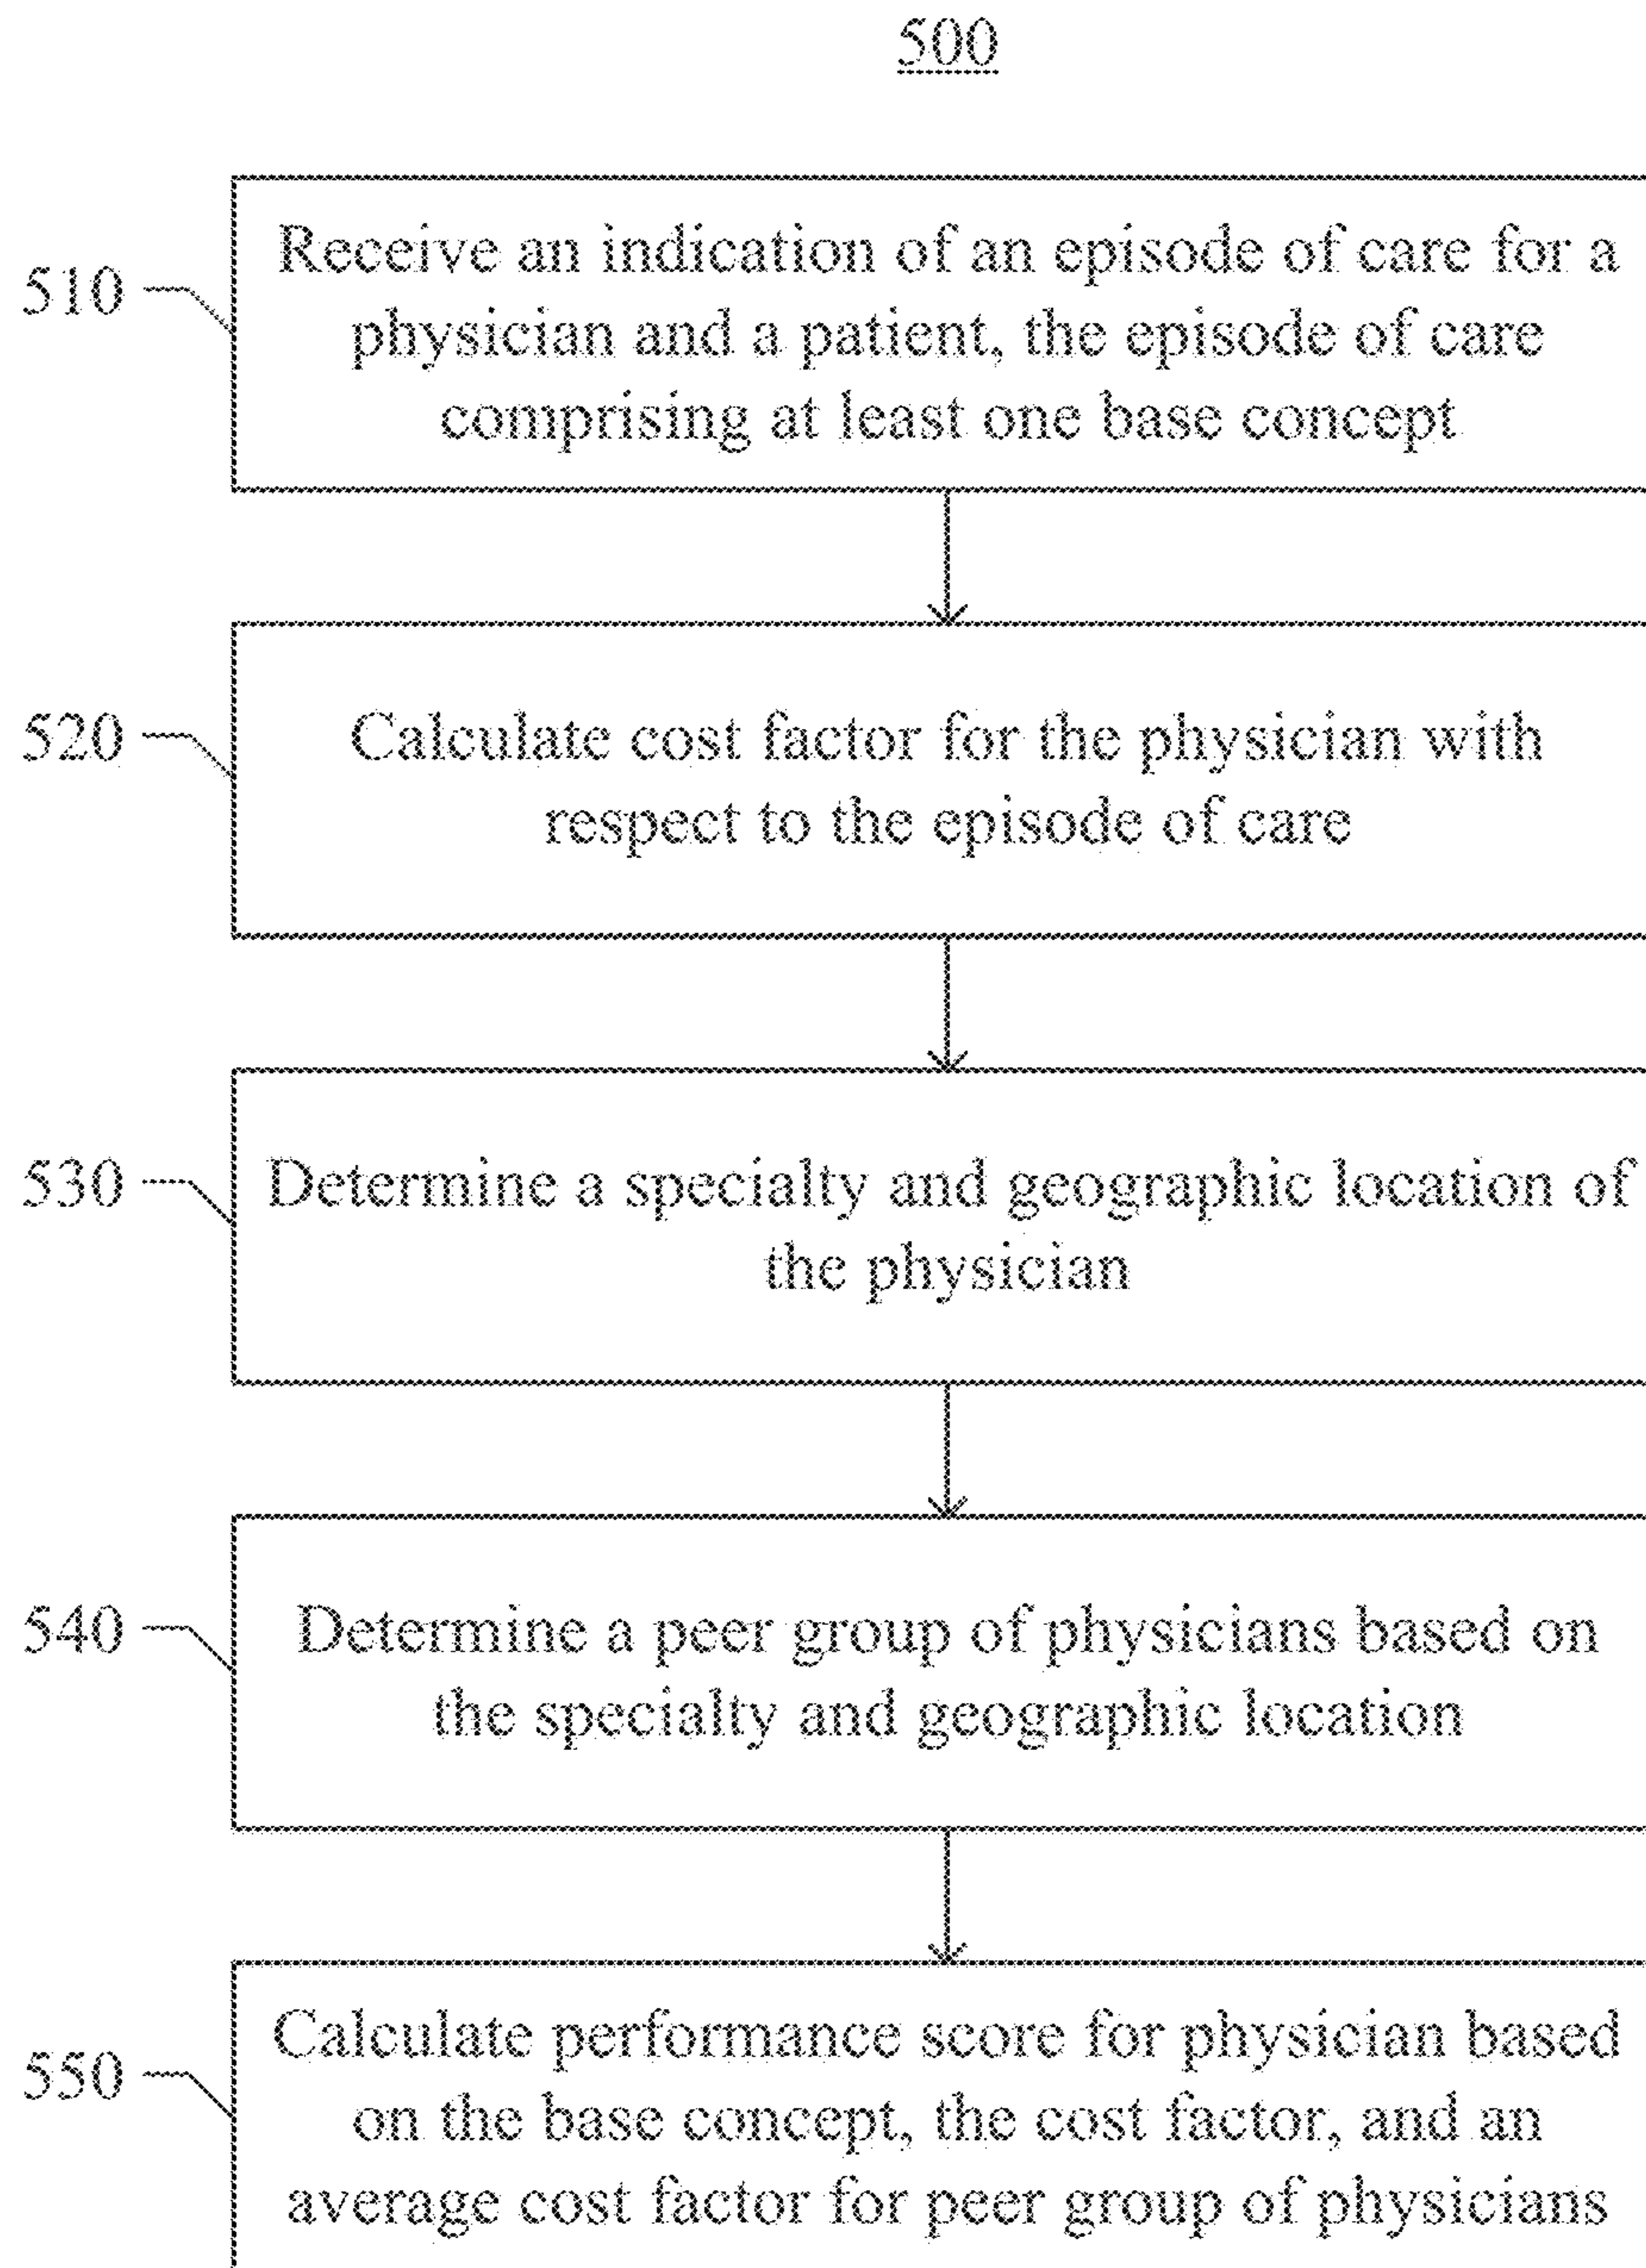 500
510
Receive an indication of an episode of care for a
physician and a patient, the episode of care
comprising at least one base concept
520
Calculate cost factor for the physician with
respect to the episode of care
530
Determine a specialty and geographic location of
the physician
540
Determine a peer group of physicians based on
the specialty and geographic location
550
Calculate performance score for physician based
on the base concept, the cost factor, and an
average cost factor for peer group of physicians